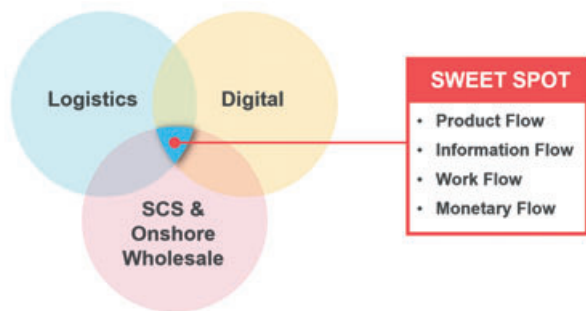 Logistics
Digital
SCS &
Onshore
Wholesale
SWEET SPOT
• Product Flow
• Information Flow
• Work Flow
• Monetary Flow